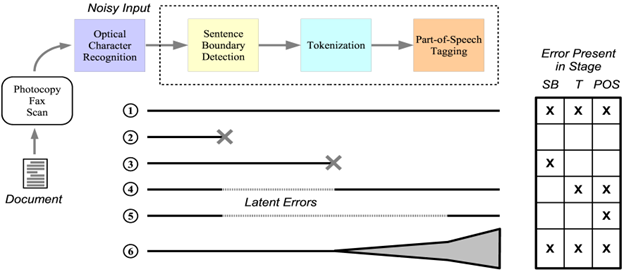 Noisy Input
Optical
Character
Recognition
Sentence
Boundary
Detection
Tokenization
Part-of-Speech
Tagging
Photocopy
Fax
Scan
Document
Error Present
in Stage
SB T POS
1 X X X
2
3 X
4 Latent Errors X X
5 X
6 X X X